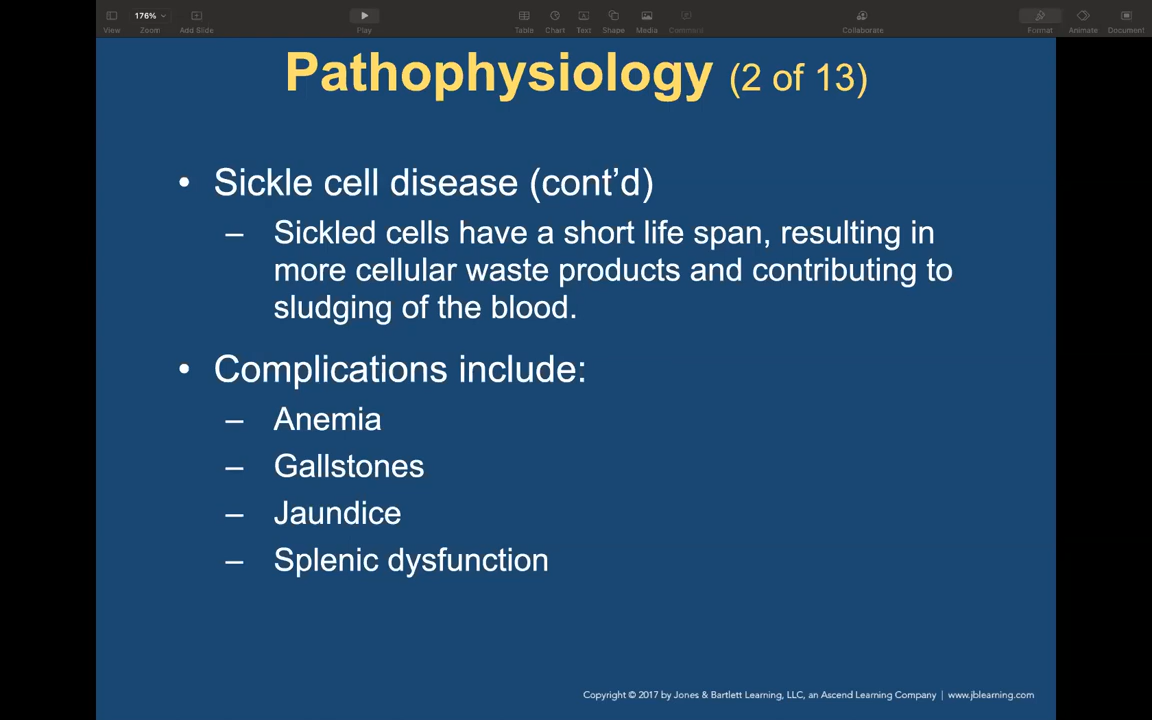 176%
View
Zoom
Add Slide
Play
Table
Chart
Text
Shape
Media
Comment
Collaborate
Format
Animate
Document
Pathophysiology (2 of 13)
• Sickle cell disease (cont’d)
– Sickled cells have a short life span, resulting in
more cellular waste products and contributing to
sludging of the blood.
• Complications include:
– Anemia
– Gallstones
– Jaundice
– Splenic dysfunction
Copyright © 2017 by Jones & Bartlett Learning, LLC, an Ascend Learning Company | www.jblearning.com